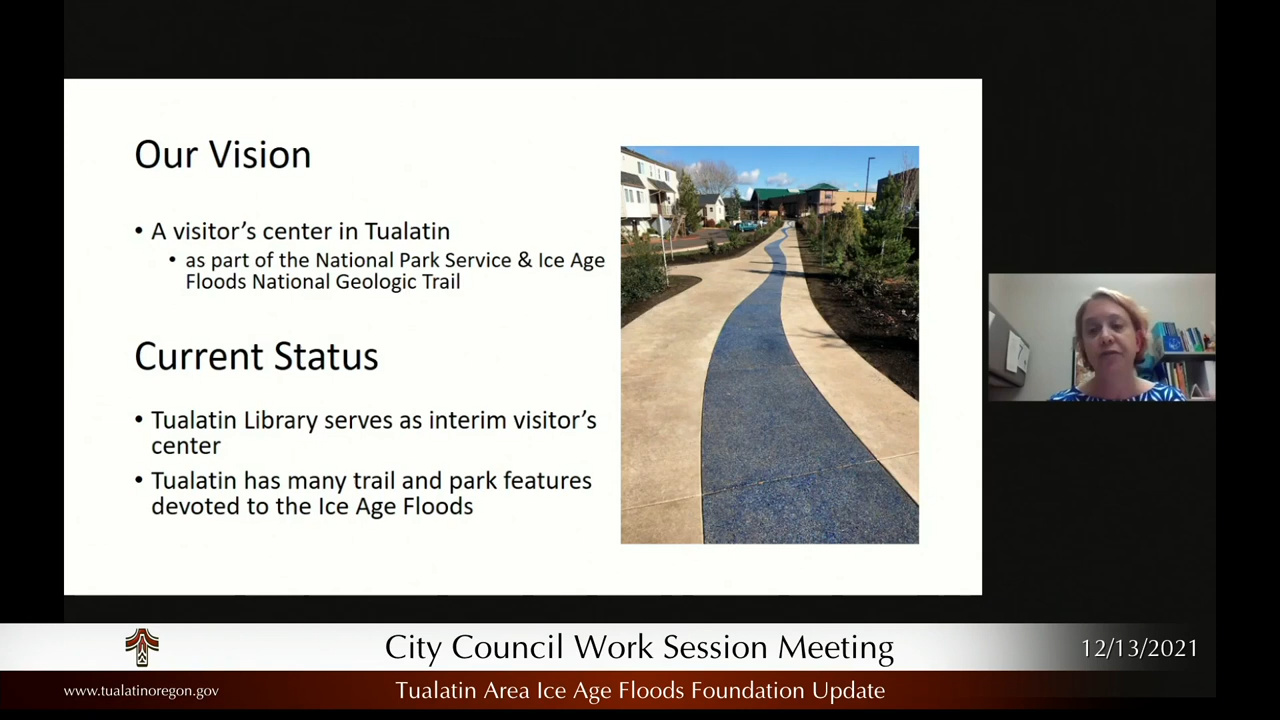 Our Vision
• A visitor's center in Tualatin
• as part of the National Park Service & Ice Age
Floods National Geologic Trail
Current Status
• Tualatin Library serves as interim visitor's
center
• Tualatin has many trail and park features
devoted to the Ice Age Floods
City Council Work Session Meeting
12/13/2021
www.tualatinoregon.gov
Tualatin Area Ice Age Floods Foundation Update